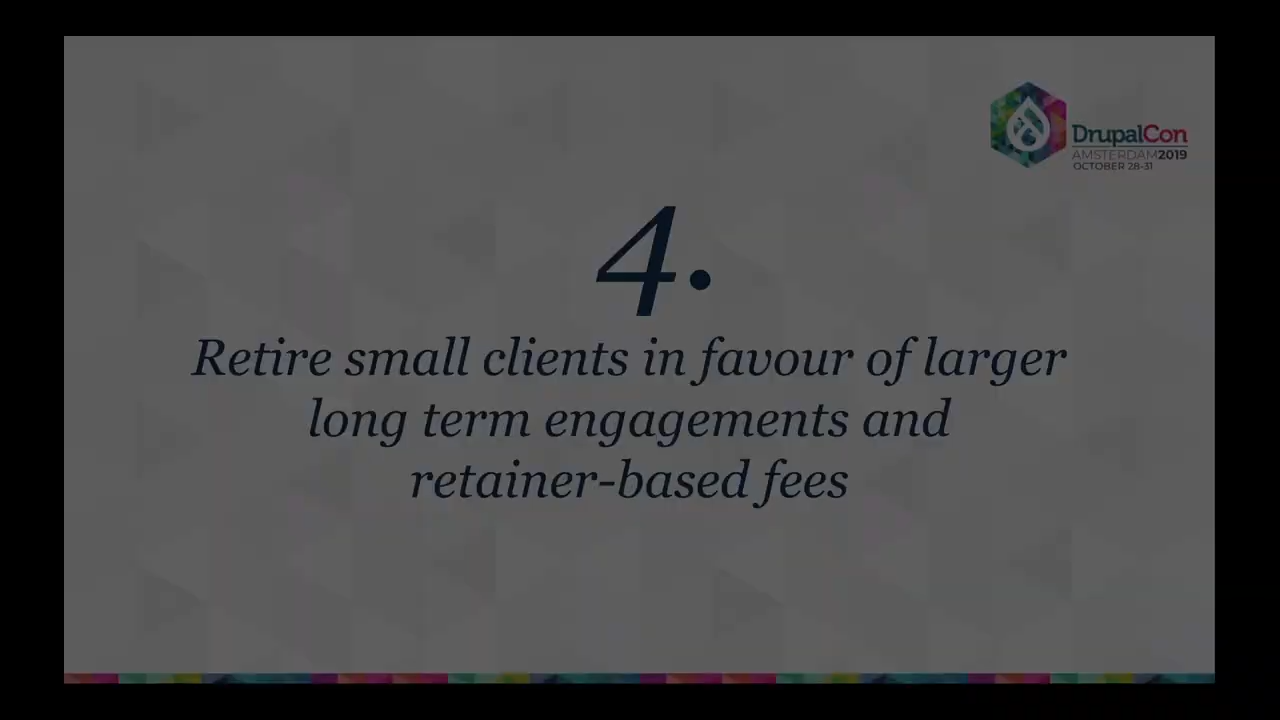 DrupalCon
AMSTERDAM2019
OCTOBER 28-31
4.
Retire small clients in favour of larger
long term engagements and
retainer-based fees